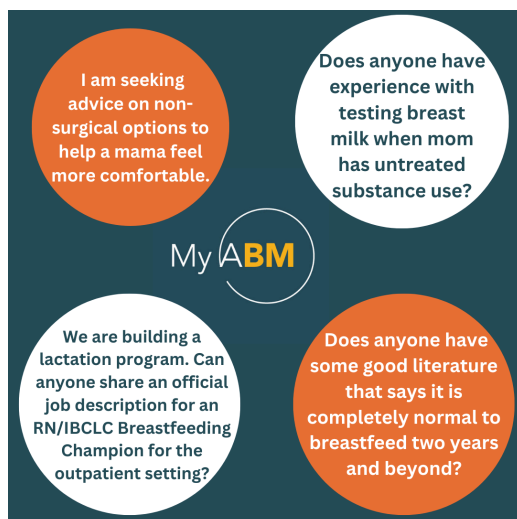 I am seeking
advice on non-
surgical options to
help a mama feel
more comfortable.
Does anyone have
experience with
testing breast
milk when mom
has untreated
substance use?
My ABM
We are building a
lactation program. Can
anyone share an official
job description for an
RN/IBCLC Breastfeeding
Champion for the
outpatient setting?
Does anyone have
some good literature
that says it is
completely normal to
breastfeed two years
and beyond?